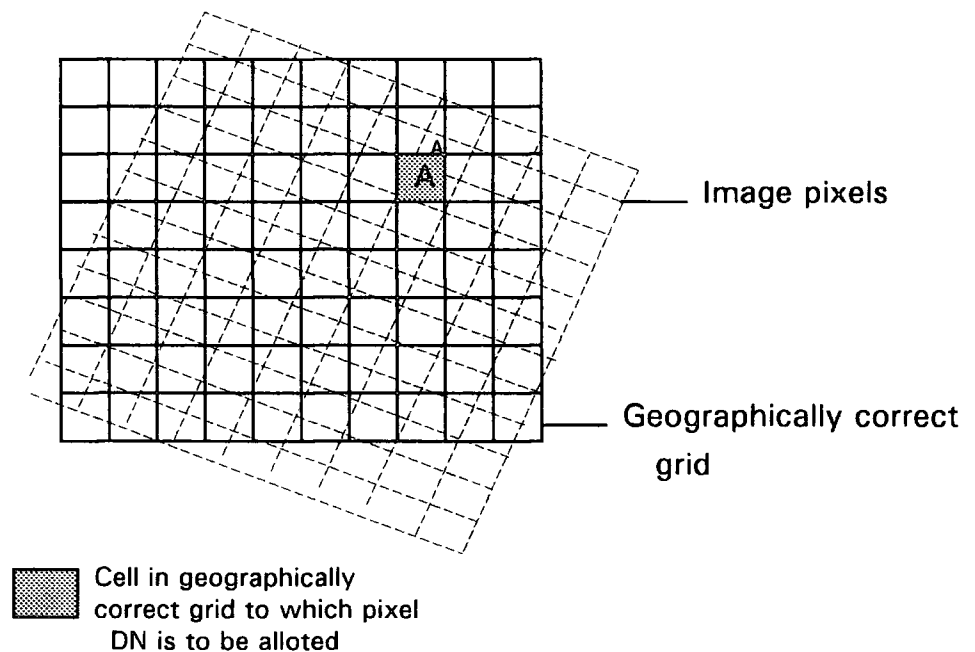 A
A
Image pixels
Geographically correct
grid
Cell in geographically
correct grid to which pixel
DN is to be alloted